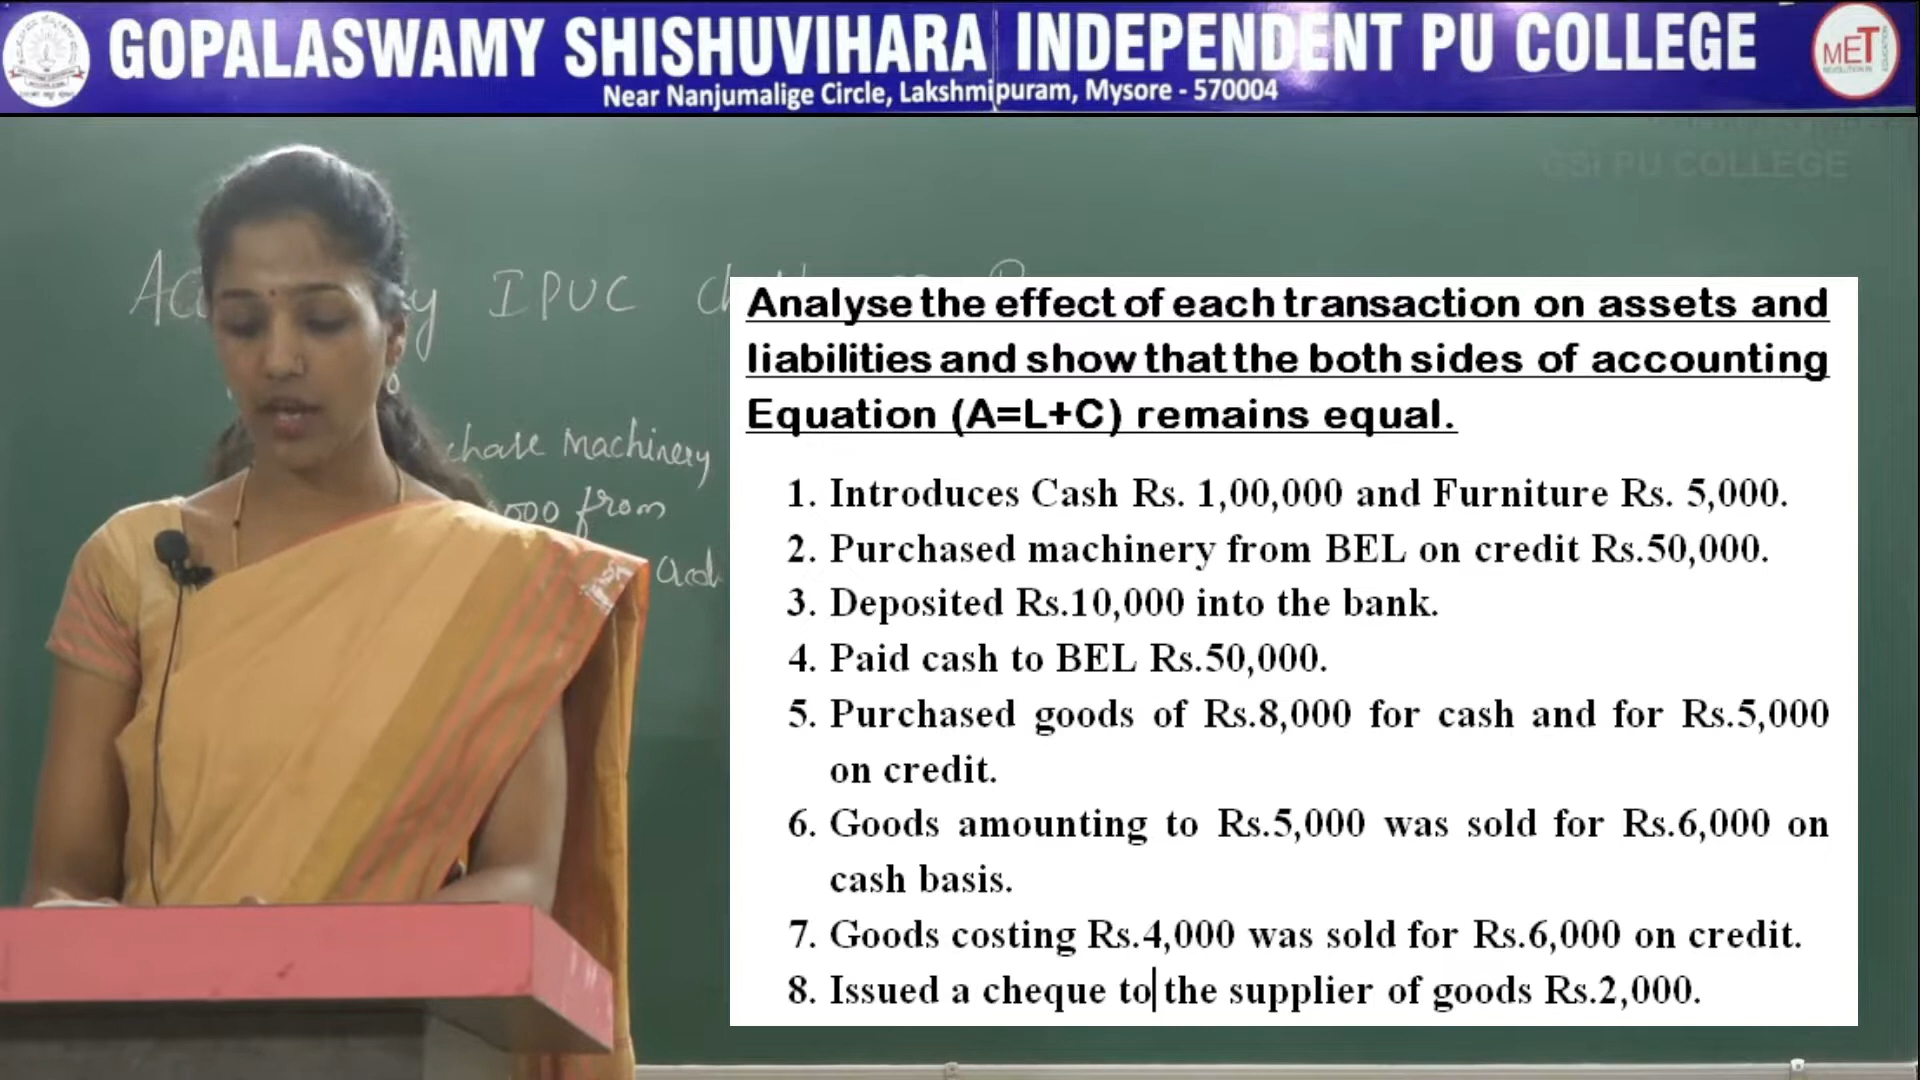 GOPALASWAMY SHISHUVIHARA INDEPENDENT PU COLLEGE
Near Nanjumalige Circle, Lakshmipuram, Mysore - 570004
MET
GSI PU COLLEGE
IPUC
Analyse the effect of each transaction on assets and
liabilities and show that the both sides of accounting
Equation (A=L+C) remains equal.
1. Introduces Cash Rs. 1,00,000 and Furniture Rs. 5,000.
2. Purchased machinery from BEL on credit Rs.50,000.
3. Deposited Rs.10,000 into the bank.
4. Paid cash to BEL Rs.50,000.
5. Purchased goods of Rs.8,000 for cash and for Rs.5,000
on credit.
6. Goods amounting to Rs.5,000 was sold for Rs.6,000 on
cash basis.
7. Goods costing Rs.4,000 was sold for Rs.6,000 on credit.
8. Issued a cheque to the supplier of goods Rs.2,000.
machinery
from